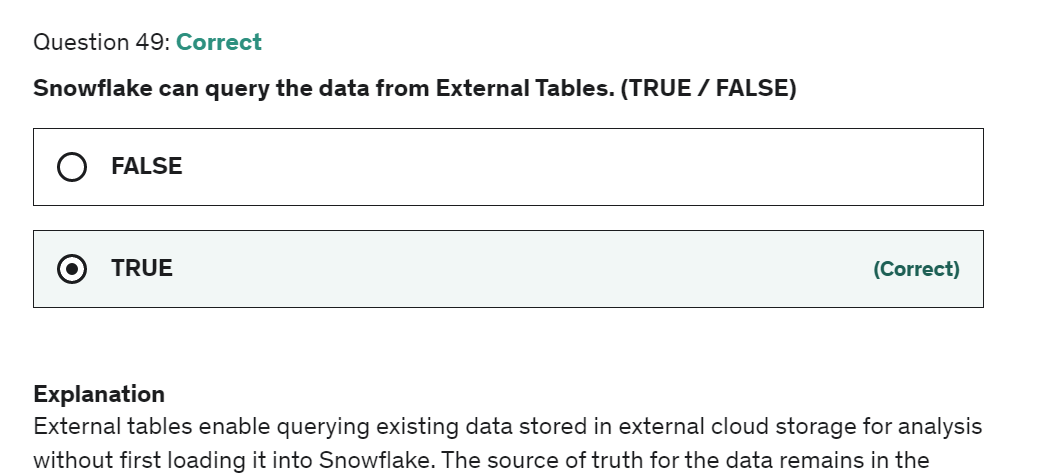 Question 49: Correct
Snowflake can query the data from External Tables. (TRUE / FALSE)
FALSE
TRUE (Correct)
Explanation
External tables enable querying existing data stored in external cloud storage for analysis
without first loading it into Snowflake. The source of truth for the data remains in the